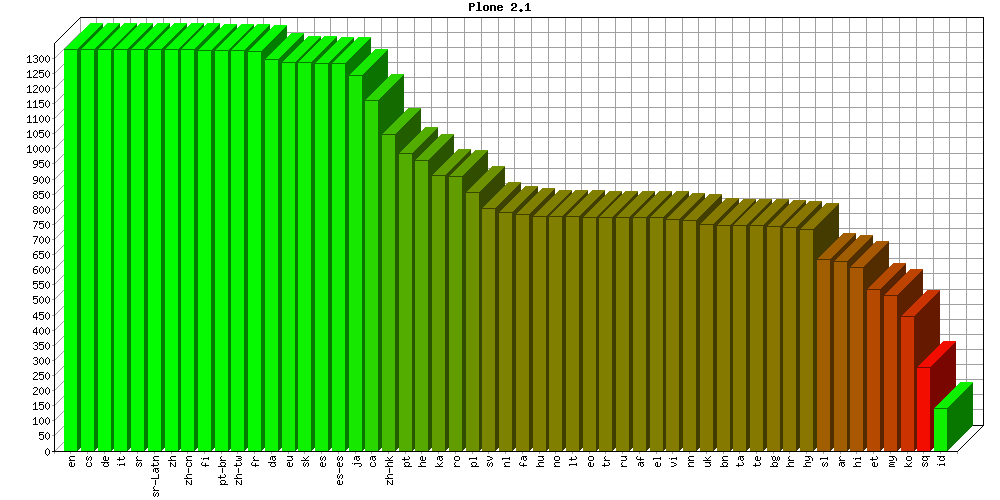 Plone 2.1
1300
1250
1200
1150
1100
1050
1000
950
900
850
800
750
700
650
600
550
500
450
400
350
300
250
200
150
100
50
0
en
cs
de
it
sr
sr-Latn
zh
zh-cn
fi
pt-br
zh-tw
fr
da
eu
sk
es
es-es
ja
ca
zh-hk
pt
he
ka
ro
pl
sv
nl
fa
hu
no
lt
eo
tr
ru
af
el
vi
nn
uk
bn
ta
te
bg
hr
hy
sl
ar
hi
et
my
ko
sq
id